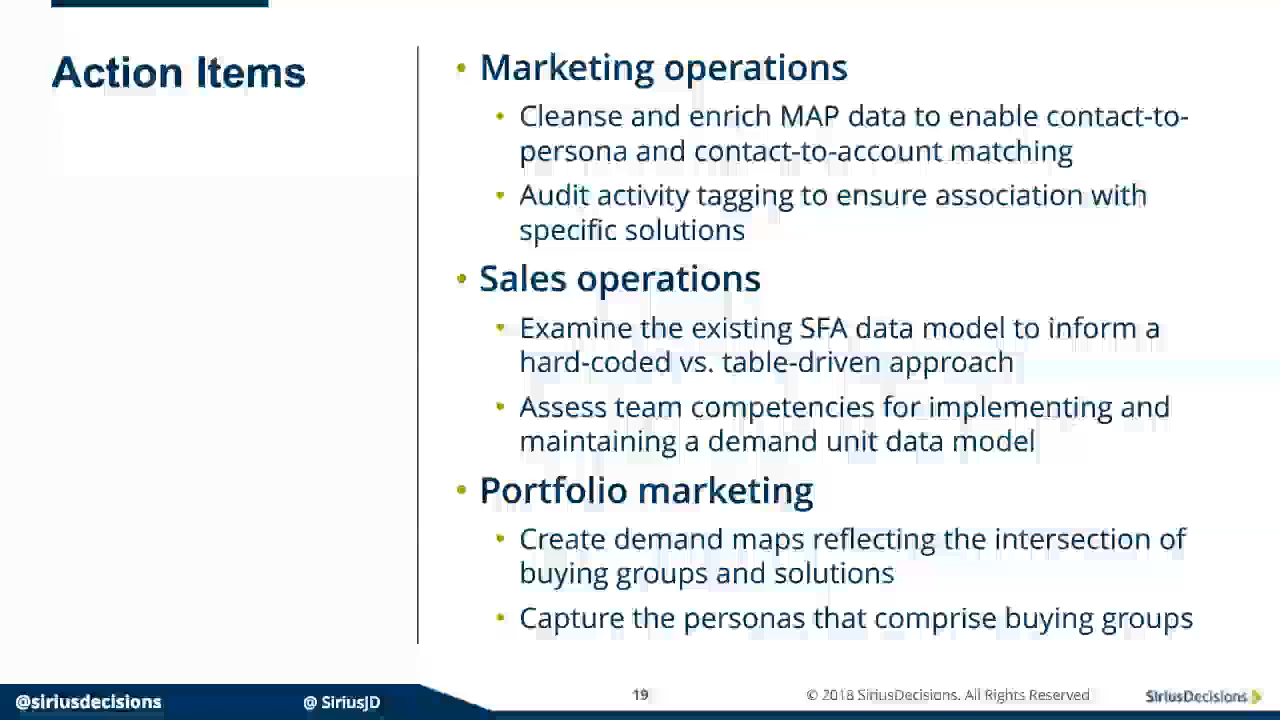 Action Items
• Marketing operations
• Cleanse and enrich MAP data to enable contact-to-
persona and contact-to-account matching
• Audit activity tagging to ensure association with
specific solutions
• Sales operations
• Examine the existing SFA data model to inform a
hard-coded vs. table-driven approach
• Assess team competencies for implementing and
maintaining a demand unit data model
• Portfolio marketing
• Create demand maps reflecting the intersection of
buying groups and solutions
• Capture the personas that comprise buying groups
@siriusdecisions
@ SiriusJD
19
© 2018 SiriusDecisions. All Rights Reserved
SiriusDecisions